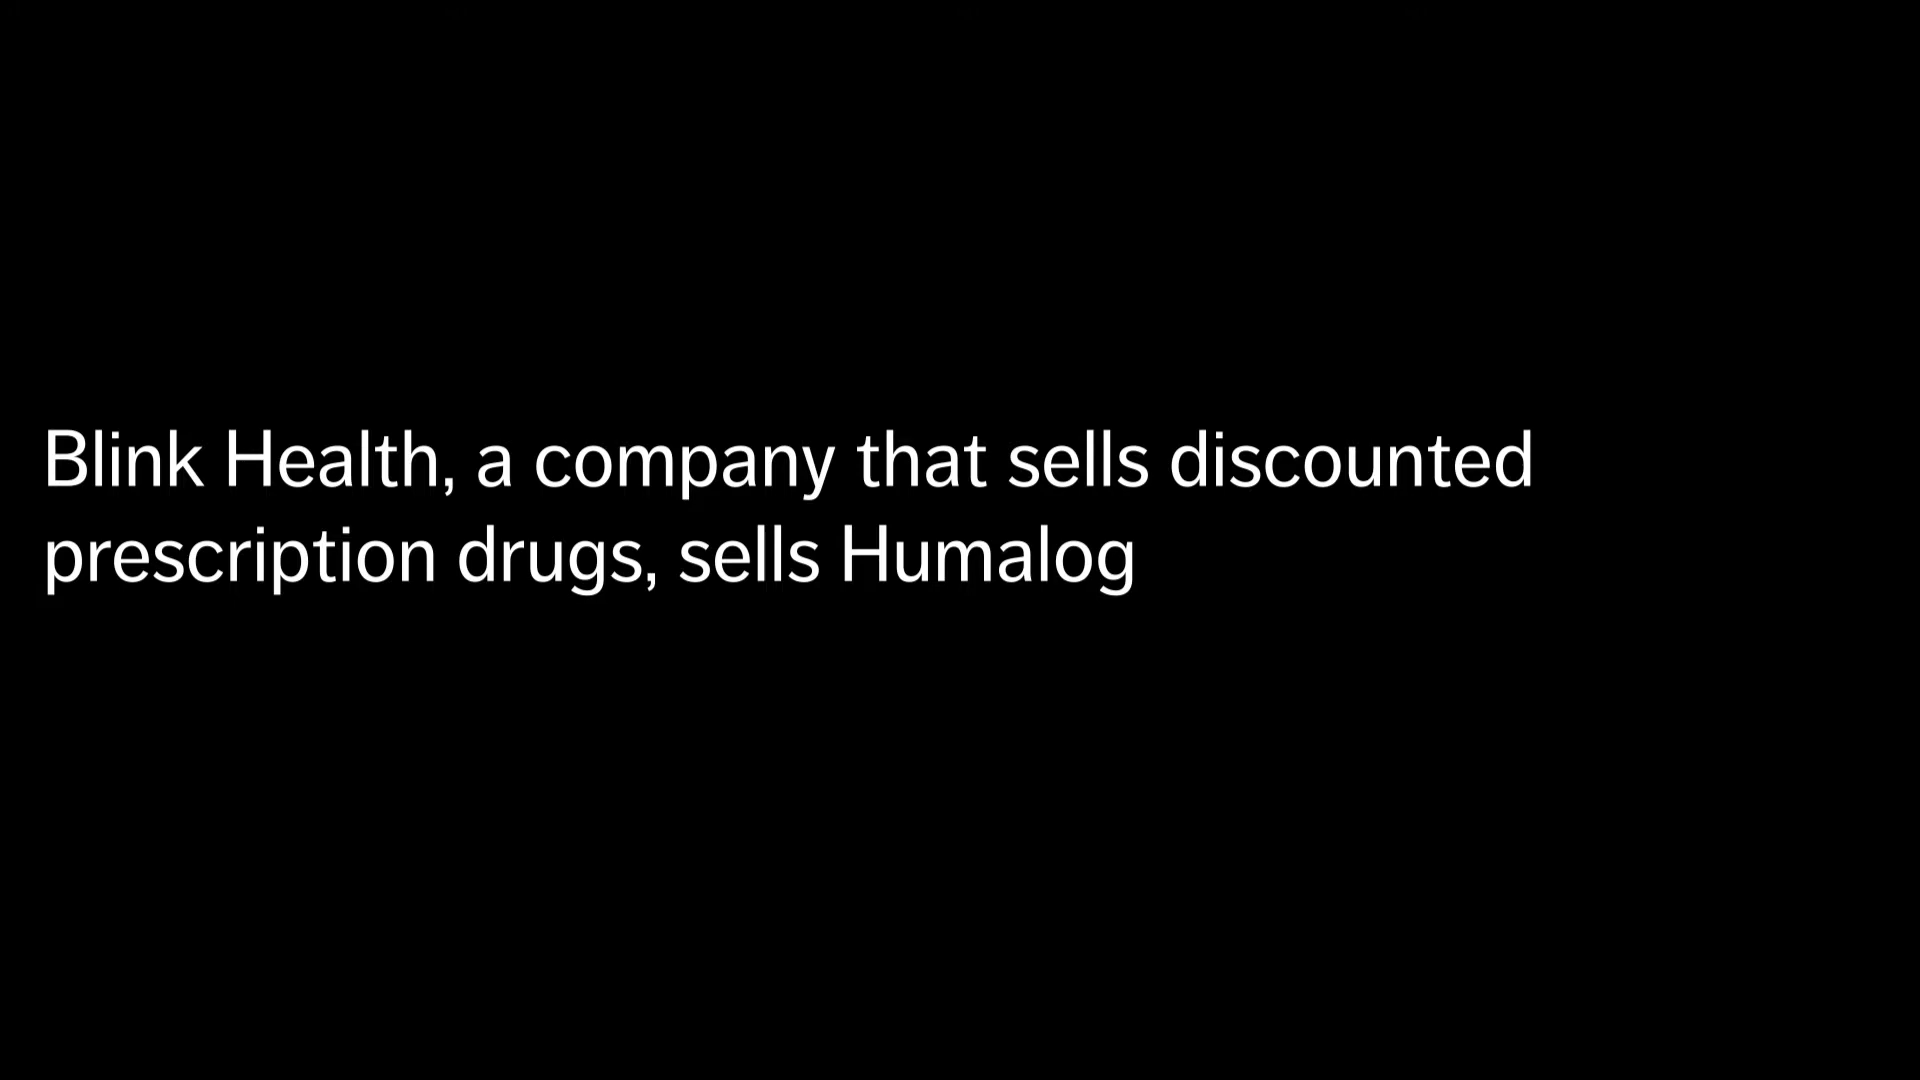 Blink Health, a company that sells discounted
prescription drugs, sells Humalog